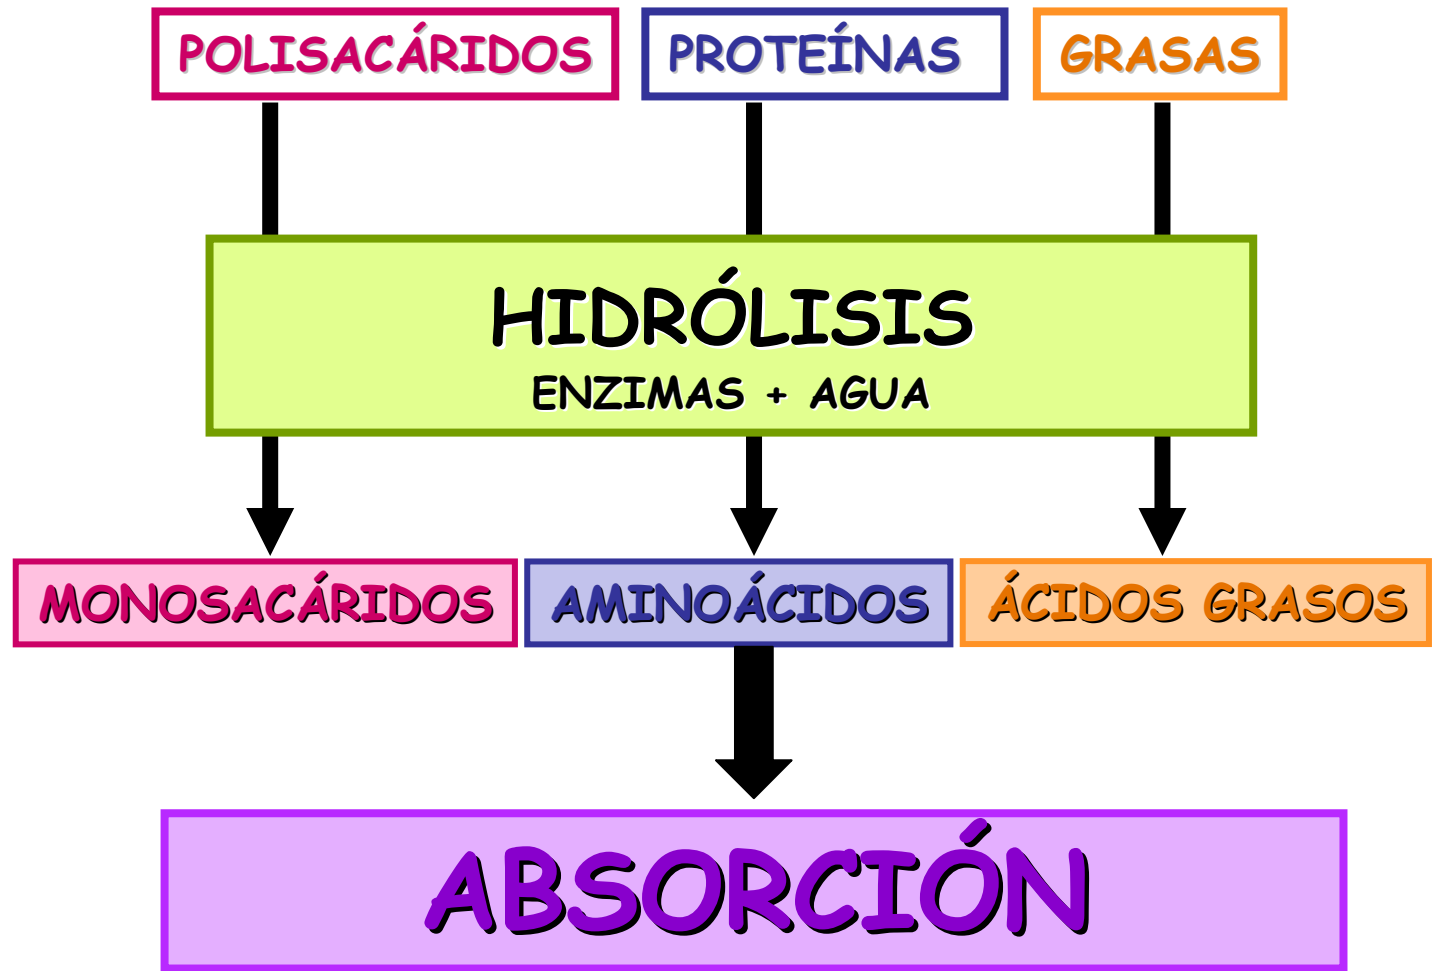 POLISACÁRIDOS
PROTEÍNAS
GRASAS
HIDRÓLISIS
ENZIMAS + AGUA
MONOSACÁRIDOS
AMINOÁCIDOS
ÁCIDOS GRASOS
ABSORCIÓN